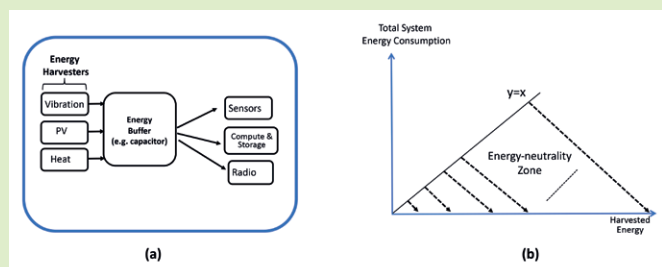 Energy
Harvesters
Vibration
PV
Heat
Energy
Buffer
(e.g. capacitor)
Sensors
Compute &
Storage
Radio
(a)
Total System
Energy Consumption
y=x
Energy-neutrality
Zone
Harvested
Energy
(b)